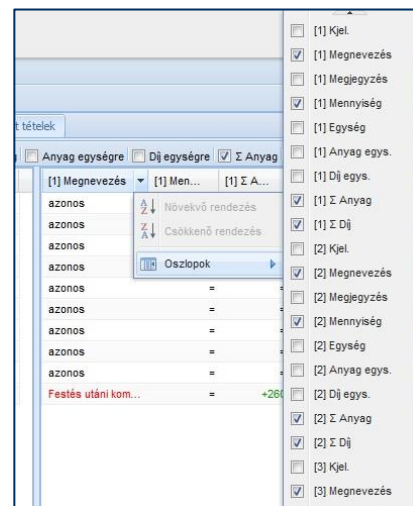 t tételek
Anyag egységre Díj egységre Σ Anyag
[1] Megnevezés [1] Men... [1] Σ A...
azonos
azonos
azonos
azonos
azonos =
azonos =
azonos =
azonos =
azonos =
Festés utáni kom... = +260
Növekvő rendezés
Csökkenő rendezés
Oszlopok
[1] Kjel.
[1] Megnevezés
[1] Megjegyzés
[1] Mennyiség
[1] Egység
[1] Anyag egys.
[1] Díj egys.
[1] Σ Anyag
[1] Σ Díj
[2] Kjel.
[2] Megnevezés
[2] Megjegyzés
[2] Mennyiség
[2] Egység
[2] Anyag egys.
[2] Díj egys.
[2] Σ Anyag
[2] Σ Díj
[3] Kjel.
[3] Megnevezés